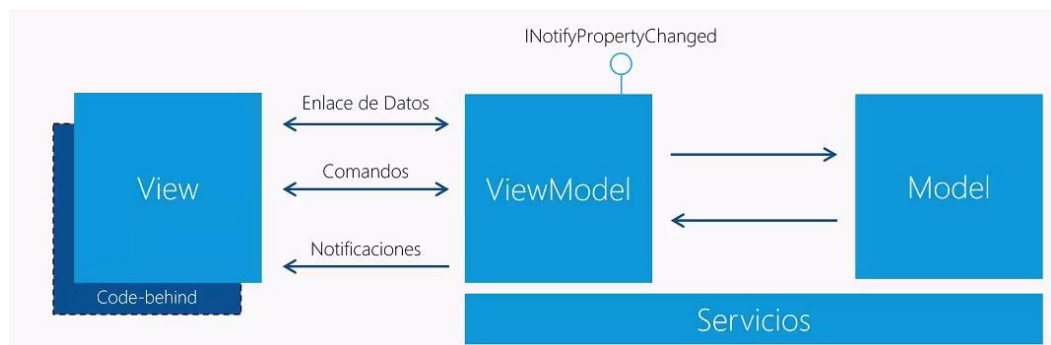 INotifyPropertyChanged
Enlace de Datos
Comandos
Notificaciones
View
Code-behind
ViewModel
Model
Servicios